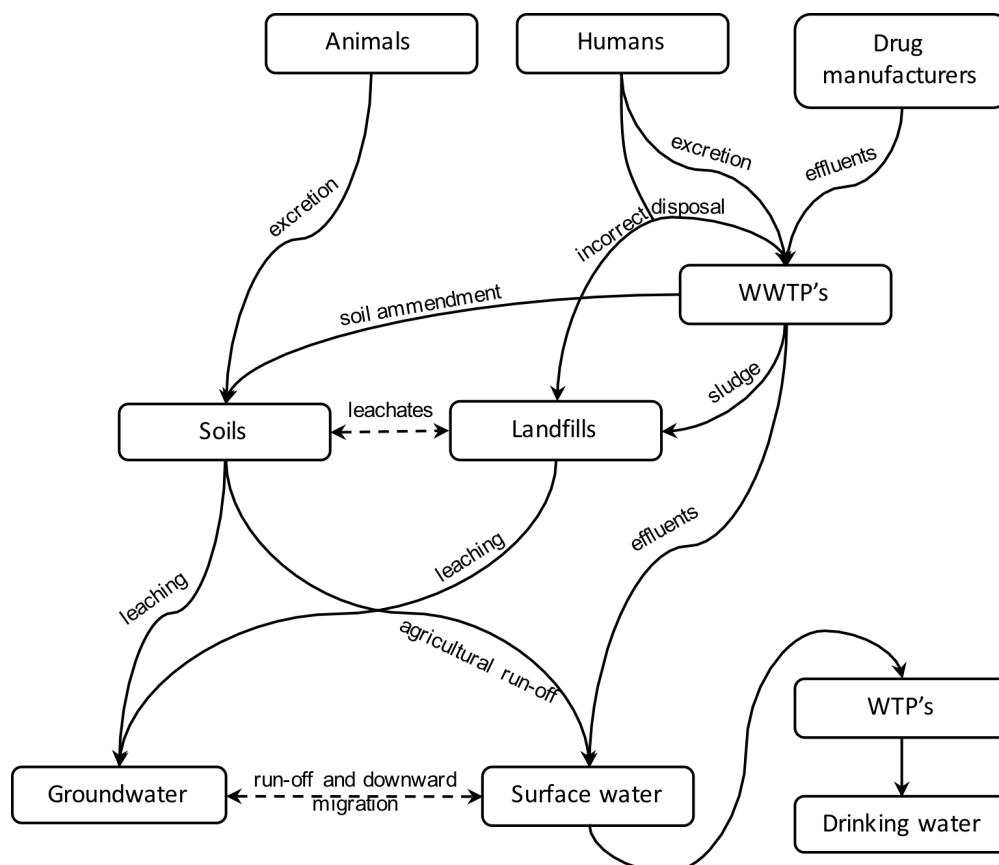 Animals
Humans
Drug
manufacturers
excretion
effluents
excretion
incorrect disposal
WWTP’s
soil ammendment
sludge
leachates
Soils
Landfills
effluents
leaching
leaching
agricultural run-off
WTP’s
run-off and downward
migration
Groundwater
Surface water
Drinking water